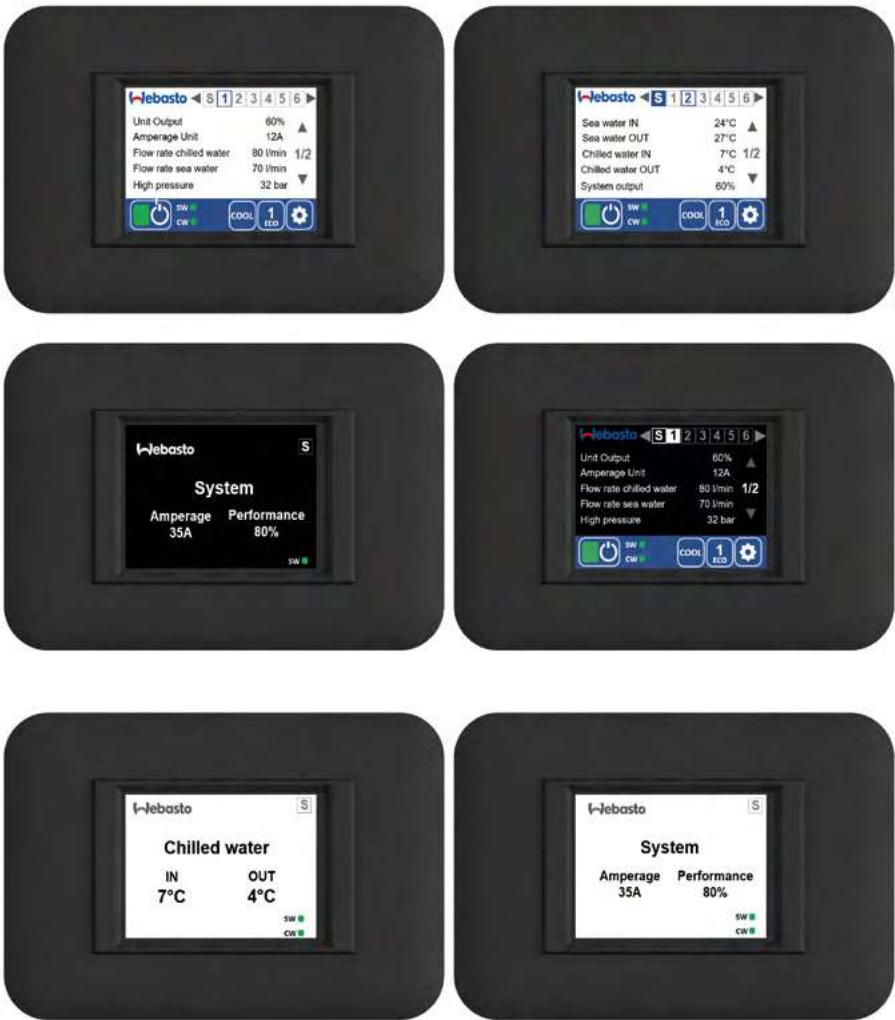 Webasto S 1 2 3 4 5 6
Unit Output 60%
Amperage Unit 12A
Flow rate chilled water 80 l/min 1/2
Flow rate sea water 70 l/min
High pressure 32 bar
SW
CW
COOL 1 ECO
Webasto S 1 2 3 4 5 6
Sea water IN 24°C
Sea water OUT 27°C
Chilled water IN 7°C 1/2
Chilled water OUT 4°C
System output 60%
SW
CW
COOL 1 ECO
Webasto S
System
Amperage Performance
35A 80%
SW
Webasto S 1 2 3 4 5 6
Unit Output 60%
Amperage Unit 12A
Flow rate chilled water 80 l/min 1/2
Flow rate sea water 70 l/min
High pressure 32 bar
SW
CW
COOL 1 ECO
Webasto S
Chilled water
IN OUT
7°C 4°C
SW
CW
Webasto S
System
Amperage Performance
35A 80%
SW
CW